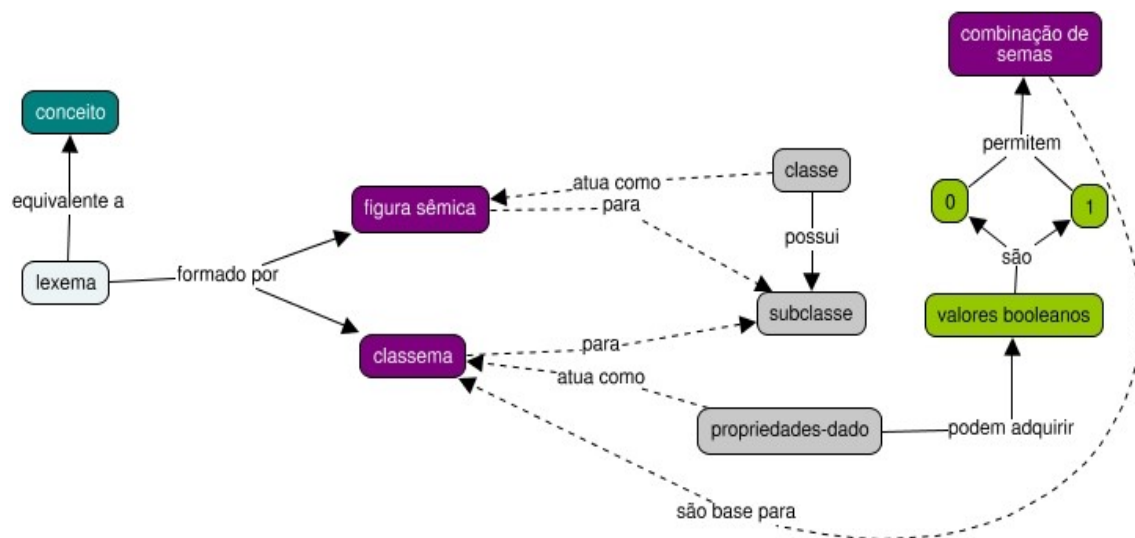 combinação de
semas
conceito
permitem
classe
atua como
equivalente a
figura sêmica
para
0
1
possui
são
lexema
formado por
subclasse
valores booleanos
para
classema
atua como
propriedades-dado
podem adquirir
são base para